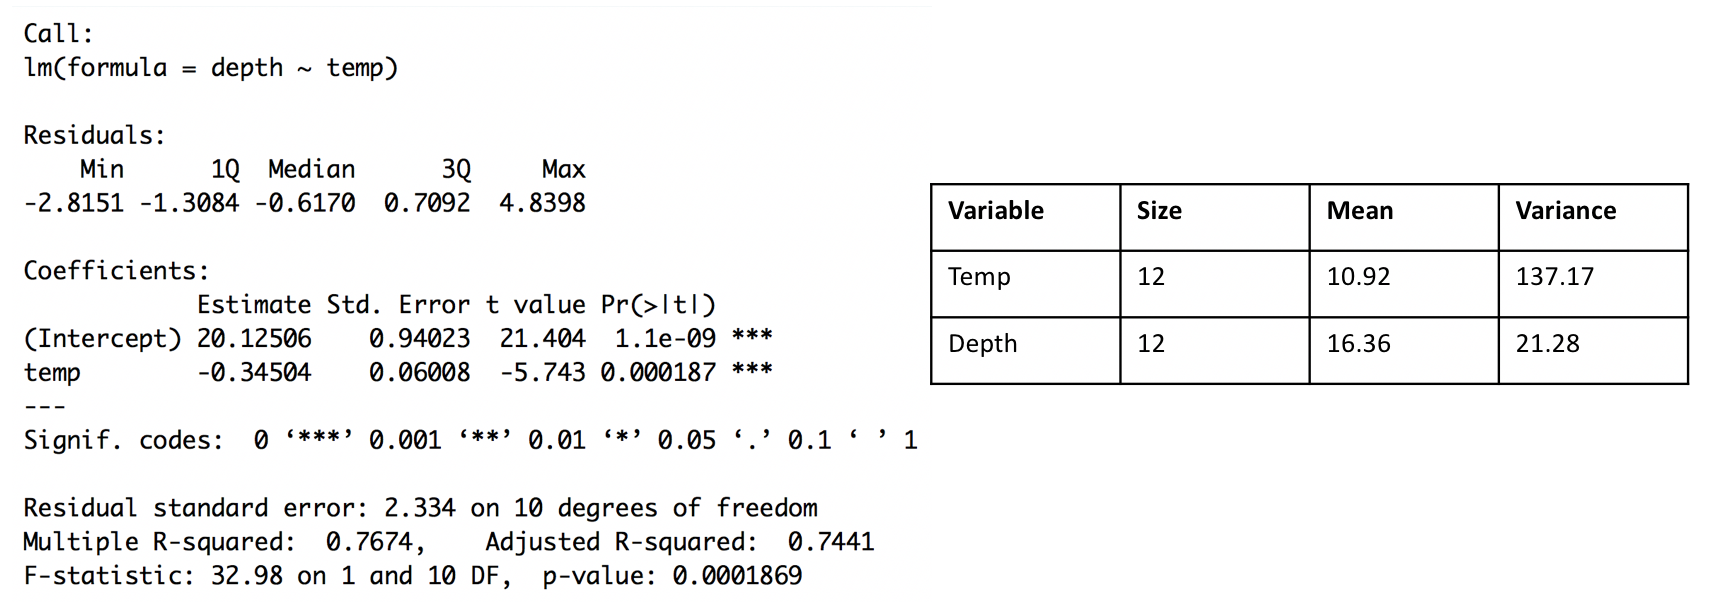 Call:
lm(formula = depth ~ temp)
Residuals:
Min 1Q Median 3Q Max
-2.8151 -1.3084 -0.6170 0.7092 4.8398
Coefficients:
Estimate Std. Error t value Pr(>|t|)
(Intercept) 20.12506 0.94023 21.404 1.1e-09 ***
temp -0.34504 0.06008 -5.743 0.000187 ***
---
Signif. codes: 0 ‘***’ 0.001 ‘**’ 0.01 ‘*’ 0.05 ‘.’ 0.1 ‘ ’ 1
Residual standard error: 2.334 on 10 degrees of freedom
Multiple R-squared: 0.7674, Adjusted R-squared: 0.7441
F-statistic: 32.98 on 1 and 10 DF, p-value: 0.0001869
Variable Size Mean Variance
Temp 12 10.92 137.17
Depth 12 16.36 21.28